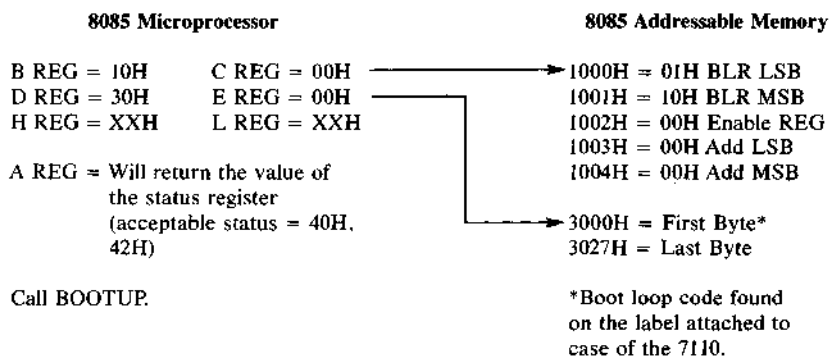 8085 Microprocessor
B REG = 10H C REG = 00H
D REG = 30H E REG = 00H
H REG = XXH L REG = XXH
A REG = Will return the value of
the status register
(acceptable status = 40H,
42H)
Call BOOTUP.
8085 Addressable Memory
1000H = 01H BLR LSB
1001H = 10H BLR MSB
1002H = 00H Enable REG
1003H = 00H Add LSB
1004H = 00H Add MSB
3000H = First Byte*
3027H = Last Byte
*Boot loop code found
on the label attached to
case of the 7110.